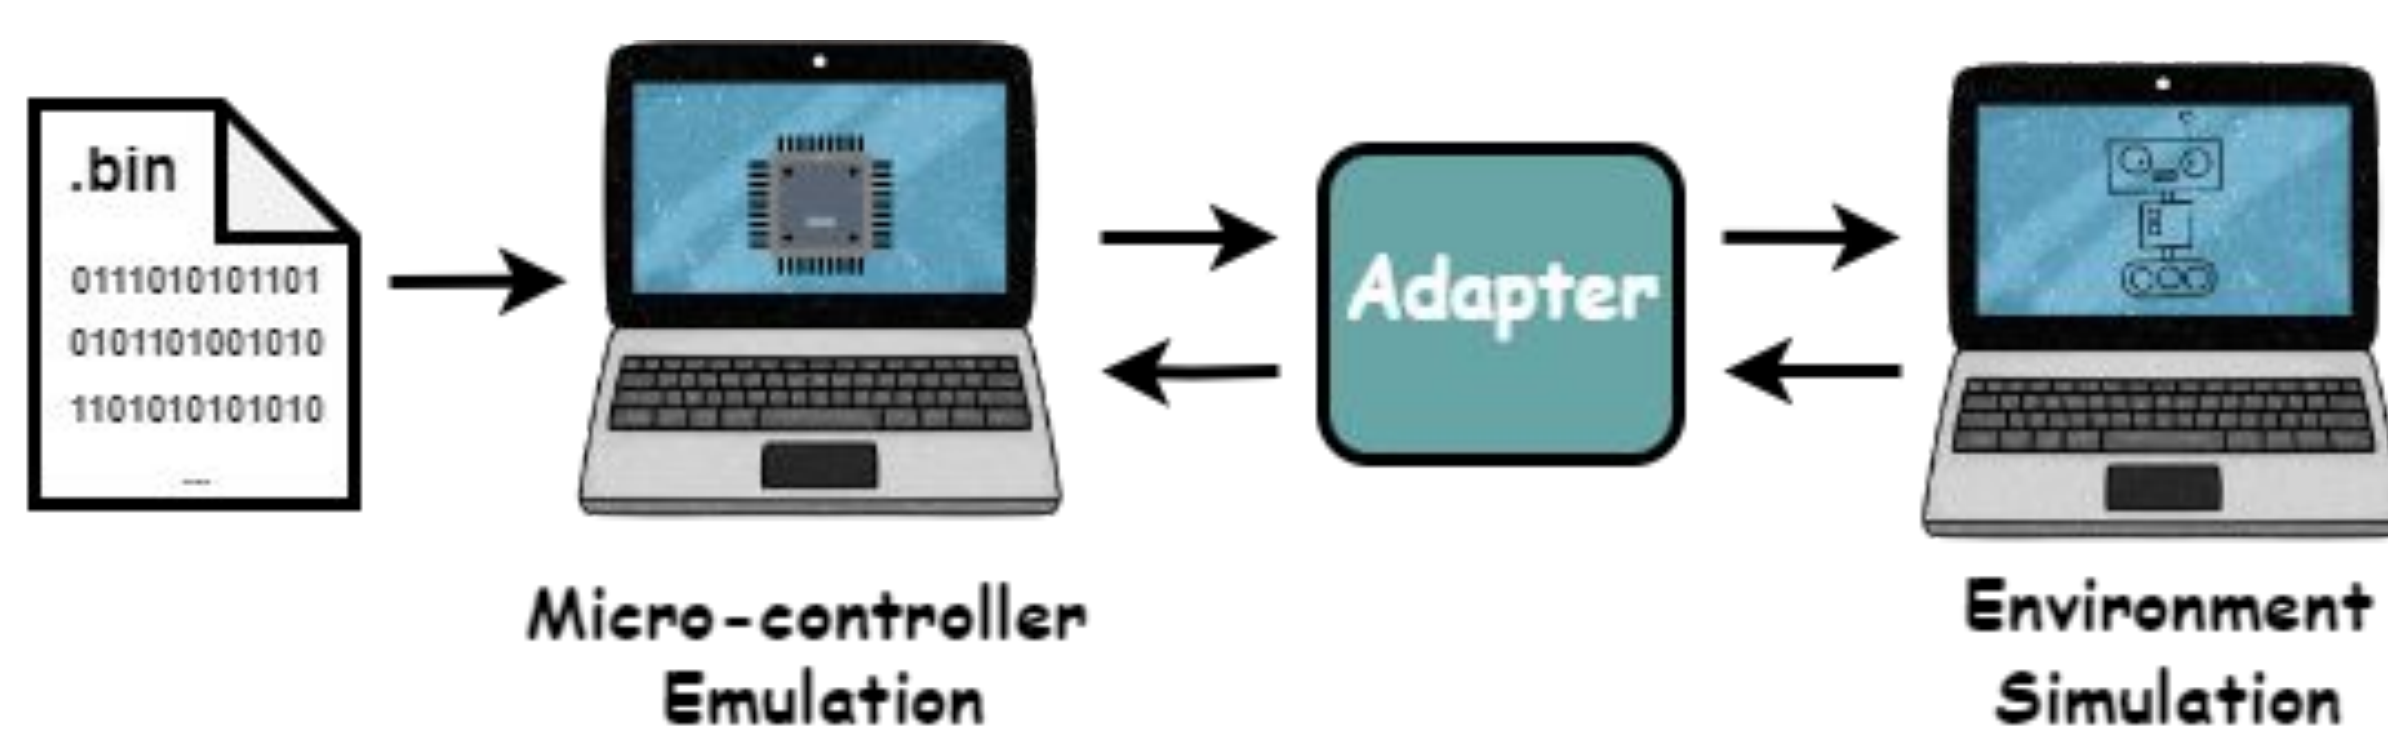 .bin
0111010101101
0101101001010
1101010101010
...
Adapter
Micro-controller
Emulation
Environment
Simulation